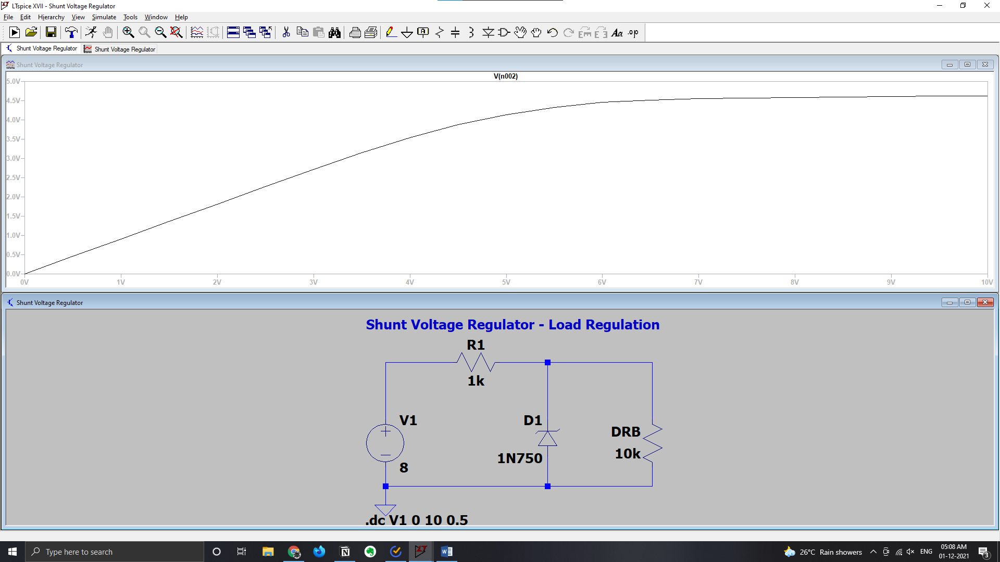 LTspice XVII - Shunt Voltage Regulator
File Edit Hierarchy View Simulate Tools Window Help
Shunt Voltage Regulator Shunt Voltage Regulator
Shunt Voltage Regulator
V(n002)
5.0V
4.5V
4.0V
3.5V
3.0V
2.5V
2.0V
1.5V
1.0V
0.5V
0.0V
0V 1V 2V 3V 4V 5V 6V 7V 8V 9V 10V
Shunt Voltage Regulator
Shunt Voltage Regulator - Load Regulation
R1
1k
V1
8
D1
1N750
DRB
10k
.dc V1 0 10 0.5
Type here to search
26°C Rain showers
ENG
05:08 AM
01-12-2021
3